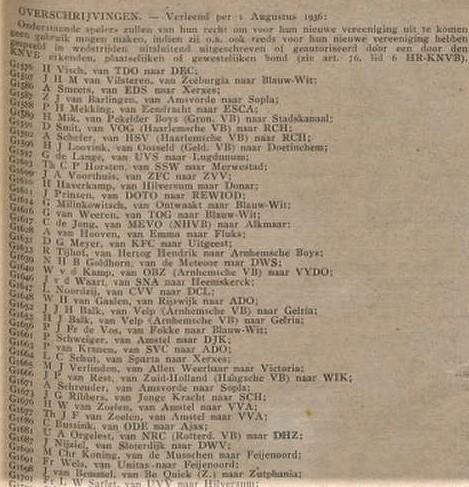 OVERSCHRIJVINGEN. — Verleend per 1 Augustus 1936:
Onderstaande spelers zullen van hun recht om voor hun nieuwe vereeniging uit te komen
geen gebruik mogen maken, indien zij o.a. ook reeds voor hun nieuwe vereeniging hebben
gespeeld in wedstrijden uitsluitend uitgeschreven of geautoriseerd door een door den
KNVB erkenden, plaatselijken of gewestelijken bond (zie art. 76, lid 6 HR-KNVB).
H Visch, van TDO naar DEC;
J H M van Vilsteren, van Zeeburgia naar Blauw-Wit;
A Smeets, van EDS naar Xerxes;
J van Barlingen, van Amsvorde naar Sopla;
P H Mekking, van Eendracht naar ESCA;
H Mik, van Pekelder Boys (Gron. VB) naar Stadskanaal;
D Smit, van VOG (Haarlemsche VB) naar RCH;
A Schefer, van HSV (Haarlemsche VB) naar RCH;
H J Loovink, van Oosseld (Geld. VB) naar Doetinchem;
G de Lange, van UVS naar Lugdunum;
Th C P Horsten, van SSW naar Merwestad;
J A Voorthuis, van ZFC naar ZVV;
H Haverkamp, van Hilversum naar Donar;
J Prinsen, van DOTO naar REWIOD;
G Milinkowitsch, van Ontwaakt naar Blauw-Wit;
G van Weeren, van TOG naar Blauw-Wit;
C de Jong, van MEVO (NHVB) naar Alkmaar;
A van Hooven, van Emma naar Fluks;
D G Meyer, van KFC naar Uitgeest;
R Tijhof, van Hertog Hendrik naar Arnhemsche Boys;
N H B Goldhorn, van de Meteoor naar DWS;
W v d Kamp, van OBZ (Arnhemsche VB) naar VYDO;
J v d Waart, van SNA naar Heemskerck;
L Noordzij, van CVV naar DCL;
W H van Gaalen, van Rijswijk naar ADO;
J J H Balk, van Velp (Arnhemsche VB) naar Gelria;
H J Balk, van Velp (Arnhemsche VB) naar Gelria;
P J Fr de Vos, van Fokke naar Blauw-Wit;
P Schweiger, van Amstel naar DJK;
P van Kranen, van SVC naar ADO;
L C Schot, van Sparta naar Xerxes;
M J Verlinden, van Allen Weerbaar naar Victoria;
J P van Rest, van Zuid-Holland (Haagsche VB) naar WIK;
A Schreuder, van Amsvorde naar Sopla;
J G Ribbers, van Jonge Kracht naar SCH;
H W van Zoelen, van Amstel naar VVA;
Th J F van Zoelen, van Amstel naar VVA;
C Bussink, van ODE naar Ajax;
L A Orgelest, van NRC (Rotterd. VB) naar DHZ;
J Nijziel, van Sloterdijk naar DWV;
M Chr Koning, van de Musschen naar Feijenoord;
Fr Wels, van Unitas naar Feijenoord;
J van Bemmel, van Be Quick (Z.) naar Zutphania;
Fr L W Sarlet, van UVV naar Hilversum;